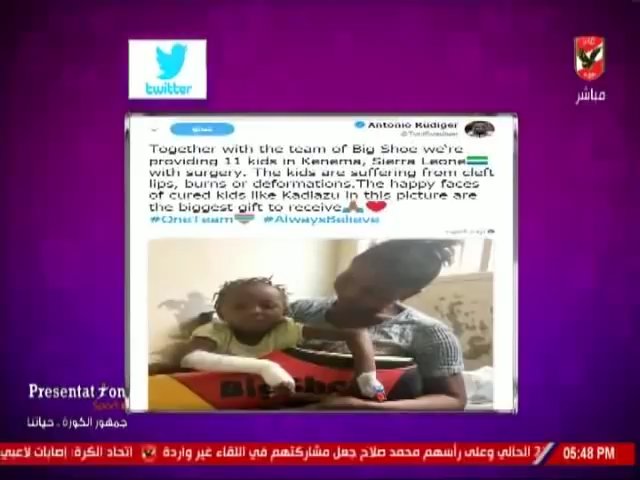 twitter
مباشر
Antonio Rüdiger
Together with the team of Big Shoe we're
providing 11 kids in Kenema, Sierra Leone
with surgery. The kids are suffering from cleft
lips, burns or deformations.The happy faces
of cured kids like Kadiazu in this picture are
the biggest gift to receive
#OneTeam #AlwaysBelieve
Big Shoe
Presentation
Sport
جمهور الكورة .. حياتنا
الحالي وعلى رأسهم محمد صلاح جعل مشاركتهم في اللقاء غير واردة
اتحاد الكرة: إصابات لاعبي
05:48 PM